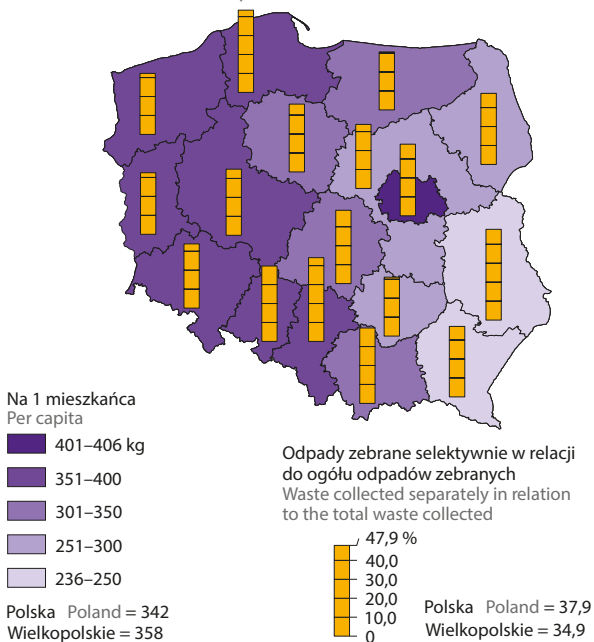 Na 1 mieszkańca
Per capita
401–406 kg
351–400
301–350
251–300
236–250
Polska Poland = 342
Wielkopolskie = 358
Odpady zebrane selektywnie w relacji
do ogółu odpadów zebranych
Waste collected separately in relation
to the total waste collected
47,9 %
40,0
30,0
20,0
10,0
0
Polska Poland = 37,9
Wielkopolskie = 34,9